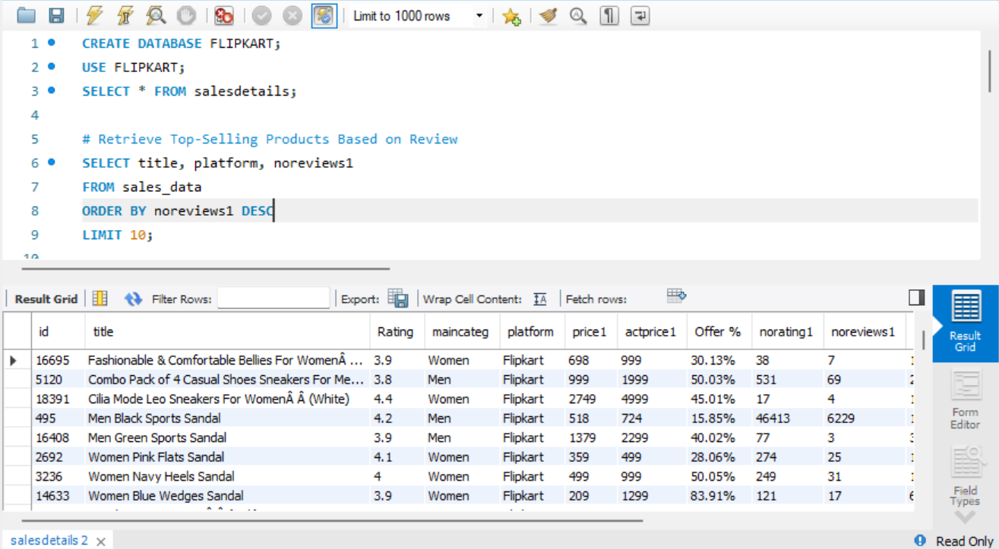 Limit to 1000 rows
1 CREATE DATABASE FLIPKART;
2 USE FLIPKART;
3 SELECT * FROM salesdetails;
4
5 # Retrieve Top-Selling Products Based on Review
6 SELECT title, platform, noreviews1
7 FROM sales_data
8 ORDER BY noreviews1 DESC
9 LIMIT 10;
10
Result Grid Filter Rows: Export: Wrap Cell Content: Fetch rows:
id title Rating maincateg platform price1 actprice1 Offer % norating1 noreviews1
16695 Fashionable & Comfortable Bellies For WomenÂ ... 3.9 Women Flipkart 698 999 30.13% 38 7
5120 Combo Pack of 4 Casual Shoes Sneakers For Me... 3.8 Men Flipkart 999 1999 50.03% 531 69
18391 Cilia Mode Leo Sneakers For WomenÂ Â (White) 4.4 Women Flipkart 2749 4999 45.01% 17 4
495 Men Black Sports Sandal 4.2 Men Flipkart 518 724 15.85% 46413 6229
16408 Men Green Sports Sandal 3.9 Men Flipkart 1379 2299 40.02% 77 3
2692 Women Pink Flats Sandal 4.1 Women Flipkart 359 499 28.06% 274 25
3236 Women Navy Heels Sandal 4 Women Flipkart 499 999 50.05% 249 31
14633 Women Blue Wedges Sandal 3.9 Women Flipkart 209 1299 83.91% 121 17
Result
Grid
Form
Editor
Field
Types
salesdetails 2
Read Only